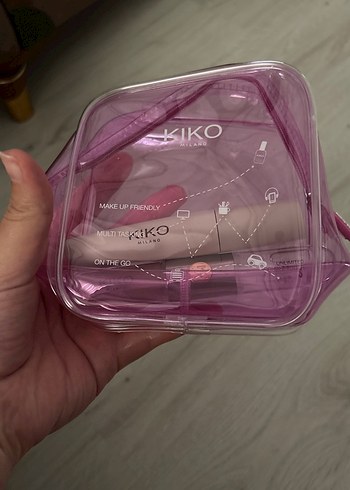 KIKO
MILANO
MAKE UP FRIENDLY
MULTI TASKING
KIKO
MILANO
ON THE GO